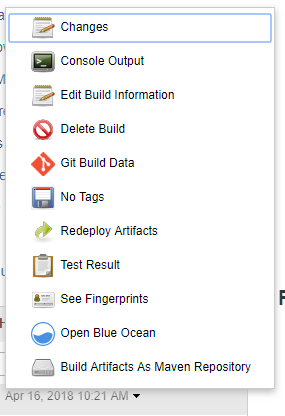 Changes
Console Output
Edit Build Information
Delete Build
Git Build Data
No Tags
Redeploy Artifacts
Test Result
See Fingerprints
Open Blue Ocean
Build Artifacts As Maven Repository
Apr 16, 2018 10:21 AM